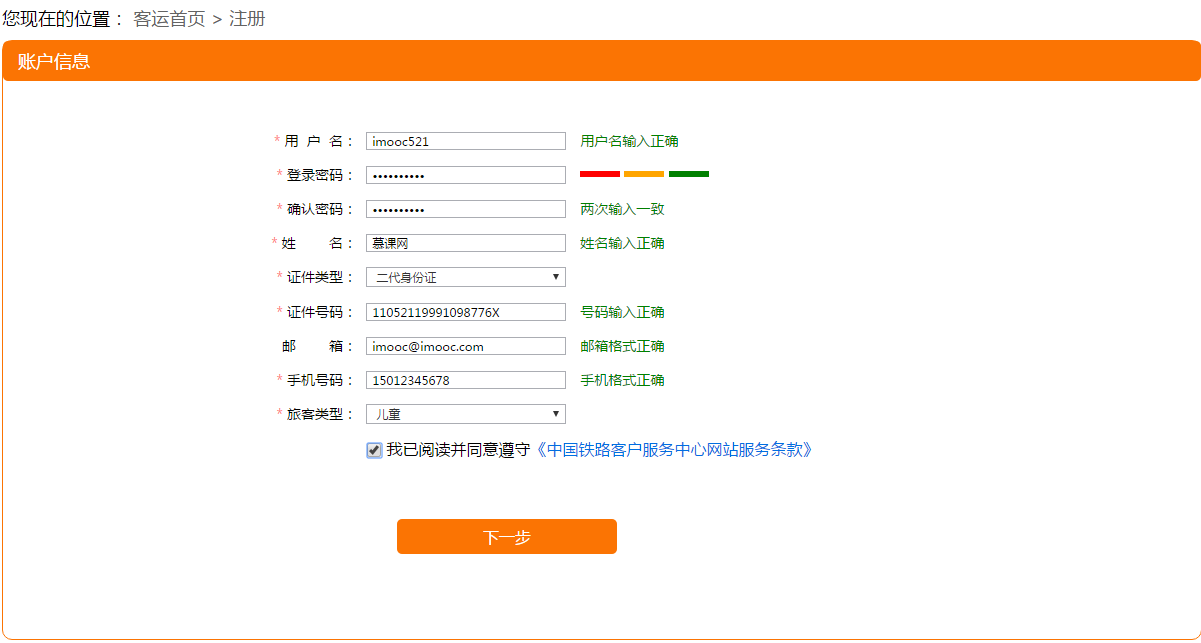 您现在的位置： 客运首页 > 注册
账户信息
* 用 户 名： imooc521 用户名输入正确
* 登录密码： ••••••••••
* 确认密码： •••••••••• 两次输入一致
* 姓 名： 慕课网 姓名输入正确
* 证件类型： 二代身份证
* 证件号码： 11052119991098776X 号码输入正确
邮 箱： imooc@imooc.com 邮箱格式正确
* 手机号码： 15012345678 手机格式正确
* 旅客类型： 儿童
我已阅读并同意遵守《中国铁路客户服务中心网站服务条款》
下一步